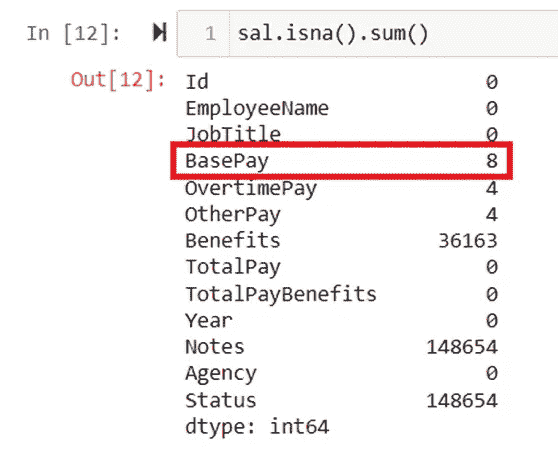 In [12]: 1 sal.isna().sum()
Out[12]: Id 0
EmployeeName 0
JobTitle 0
BasePay 8
OvertimePay 4
OtherPay 4
Benefits 36163
TotalPay 0
TotalPayBenefits 0
Year 0
Notes 148654
Agency 0
Status 148654
dtype: int64